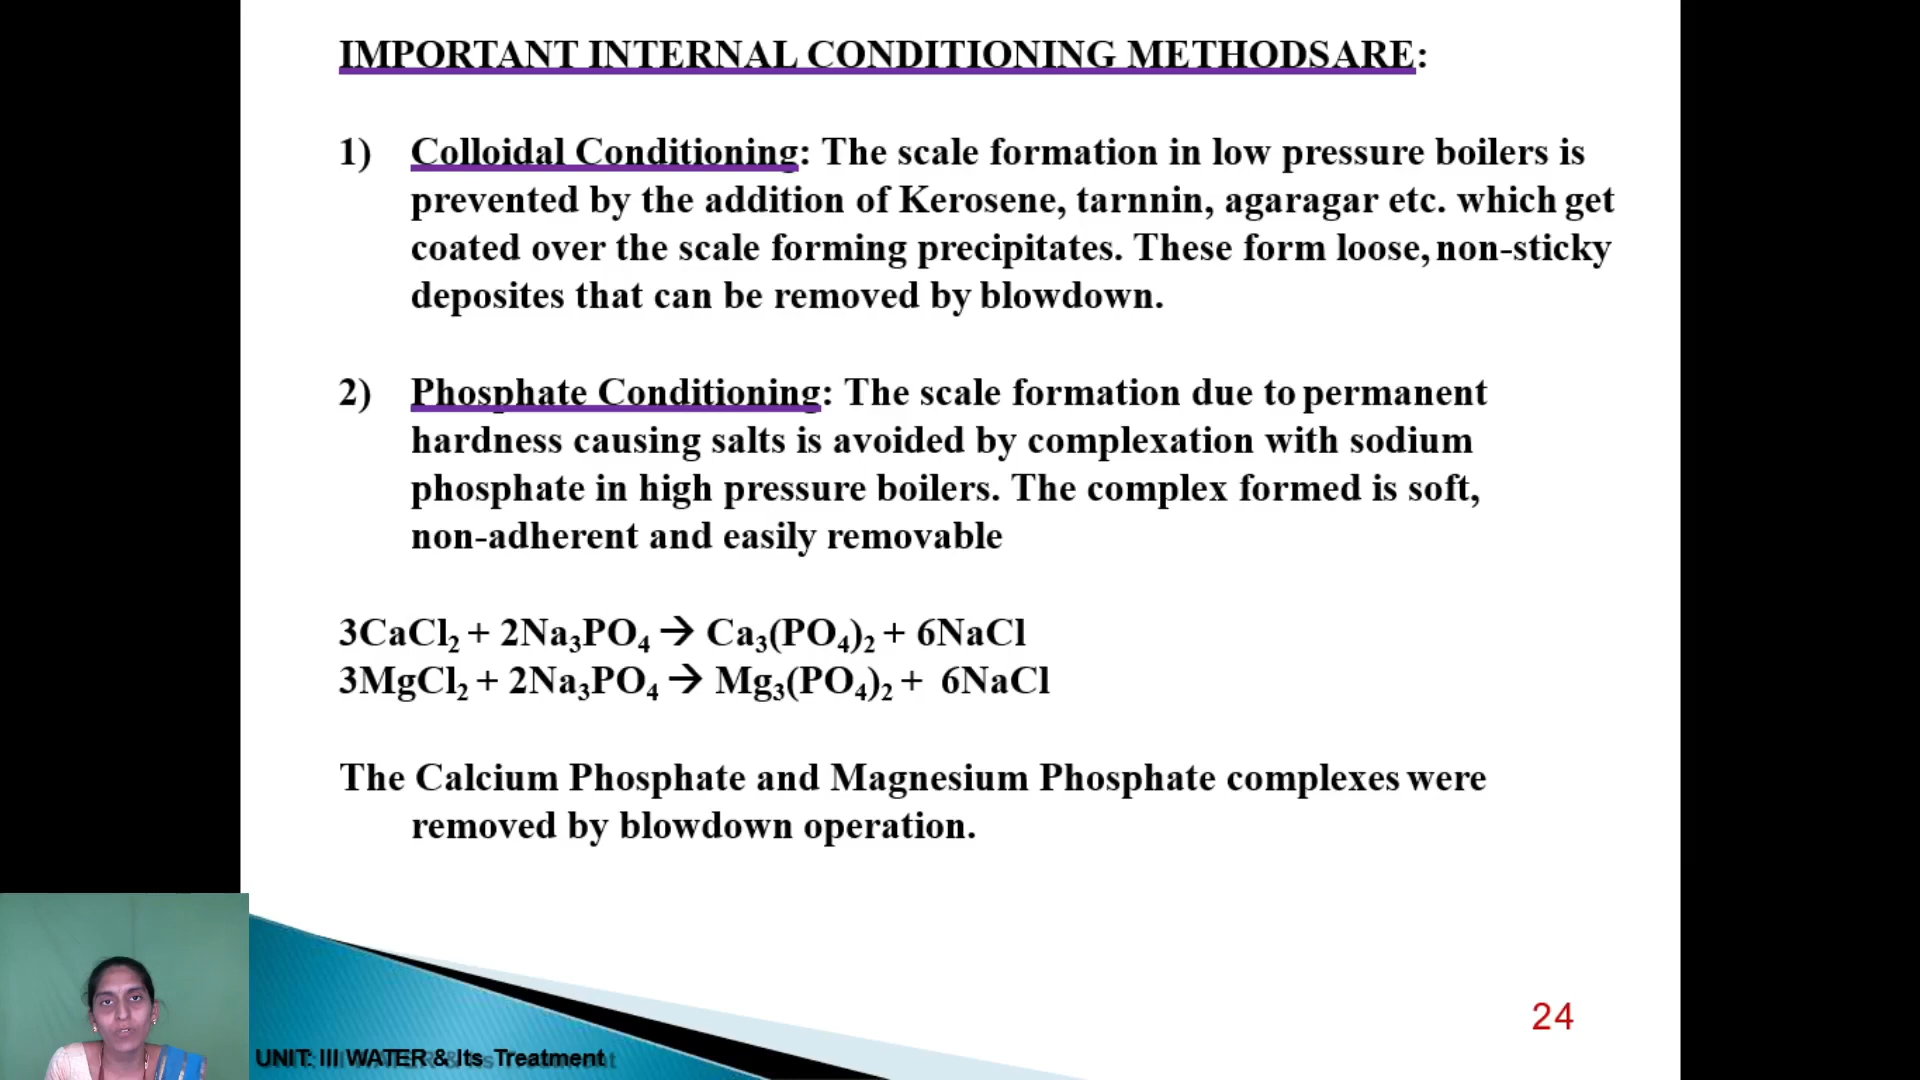 IMPORTANT INTERNAL CONDITIONING METHODSARE:
1) Colloidal Conditioning: The scale formation in low pressure boilers is
prevented by the addition of Kerosene, tarnnin, agaragar etc. which get
coated over the scale forming precipitates. These form loose, non-sticky
deposites that can be removed by blowdown.
2) Phosphate Conditioning: The scale formation due to permanent
hardness causing salts is avoided by complexation with sodium
phosphate in high pressure boilers. The complex formed is soft,
non-adherent and easily removable
3CaCl₂ + 2Na₃PO₄ → Ca₃(PO₄)₂ + 6NaCl
3MgCl₂ + 2Na₃PO₄ → Mg₃(PO₄)₂ + 6NaCl
The Calcium Phosphate and Magnesium Phosphate complexes were
removed by blowdown operation.
24
UNIT: III WATER & Its Treatment